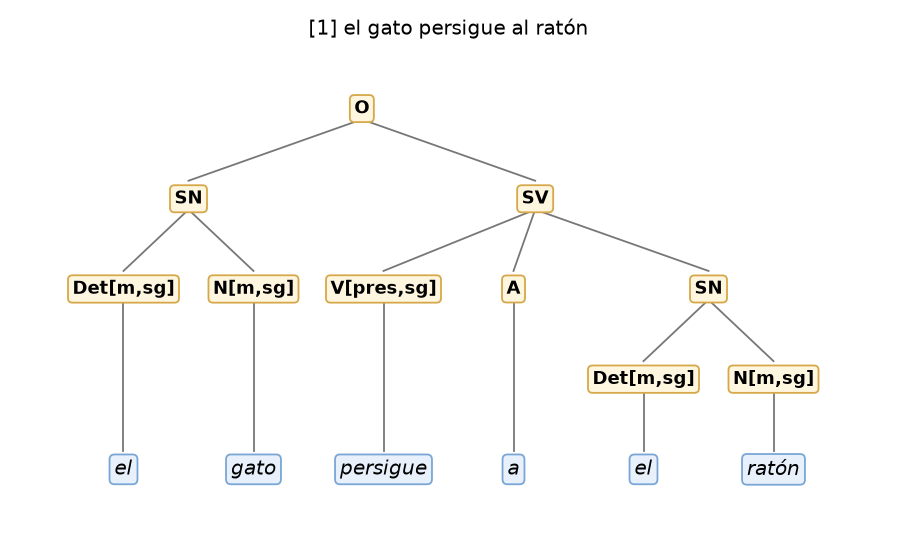 [1] el gato persigue al ratón
O
SN SV
Det[m,sg] N[m,sg] V[pres,sg] A SN
Det[m,sg] N[m,sg]
el gato persigue a el ratón